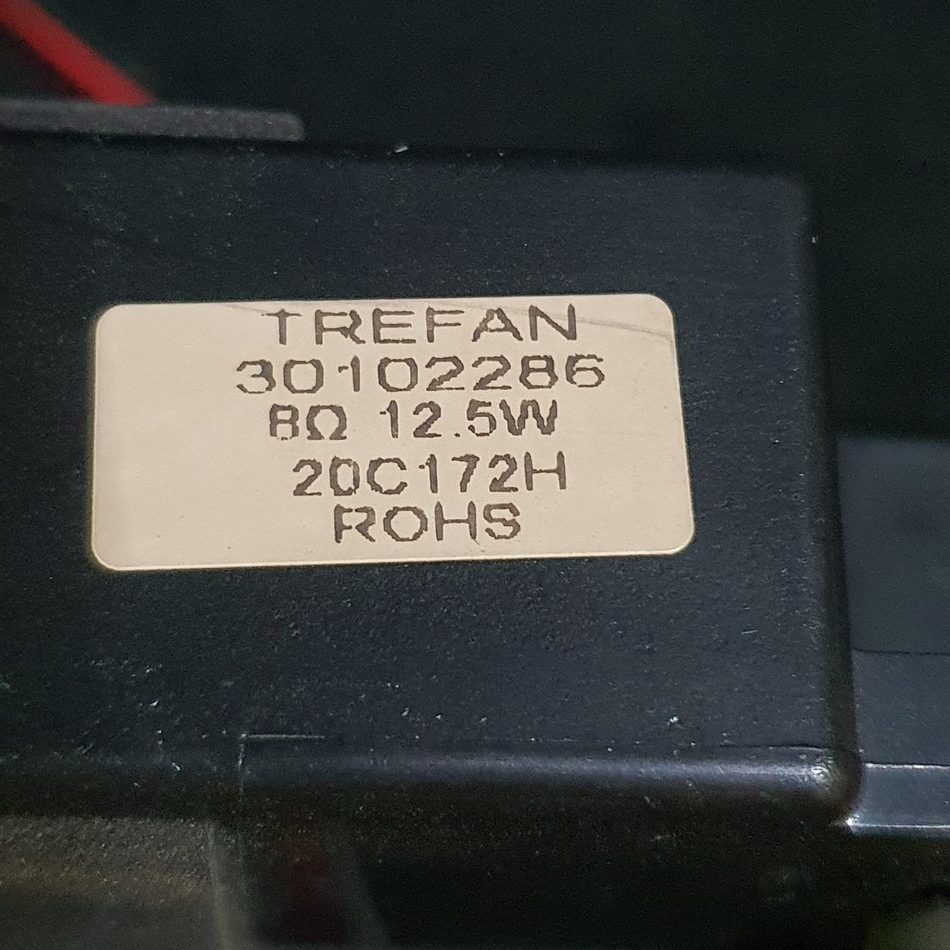 TREFAN
30102286
8Ω 12.5W
20C172H
ROHS